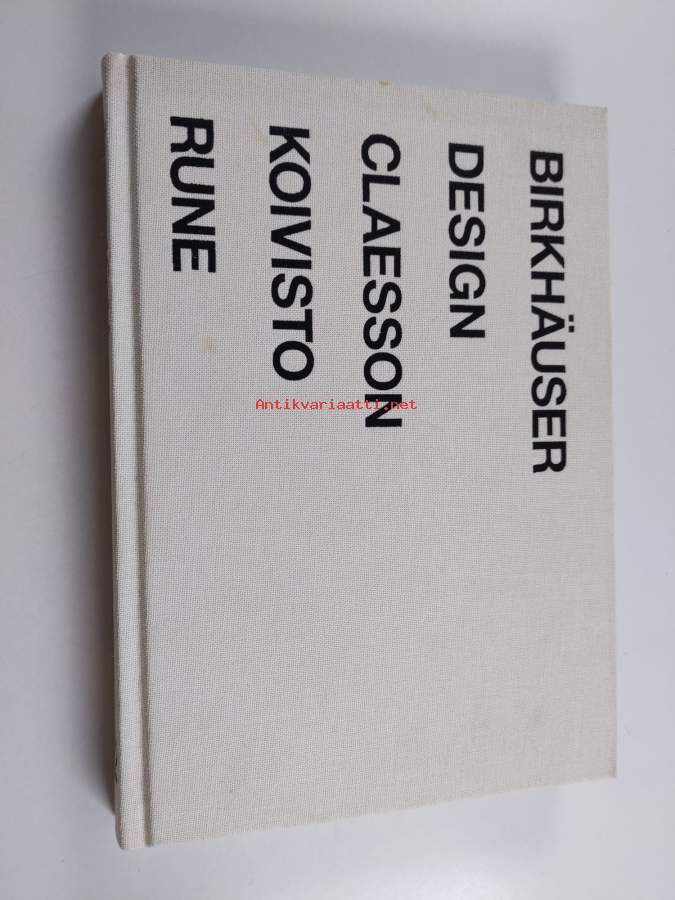 BIRKHÄUSER
DESIGN
CLAESSON
KOIVISTO
RUNE
Antikvariaatti.net